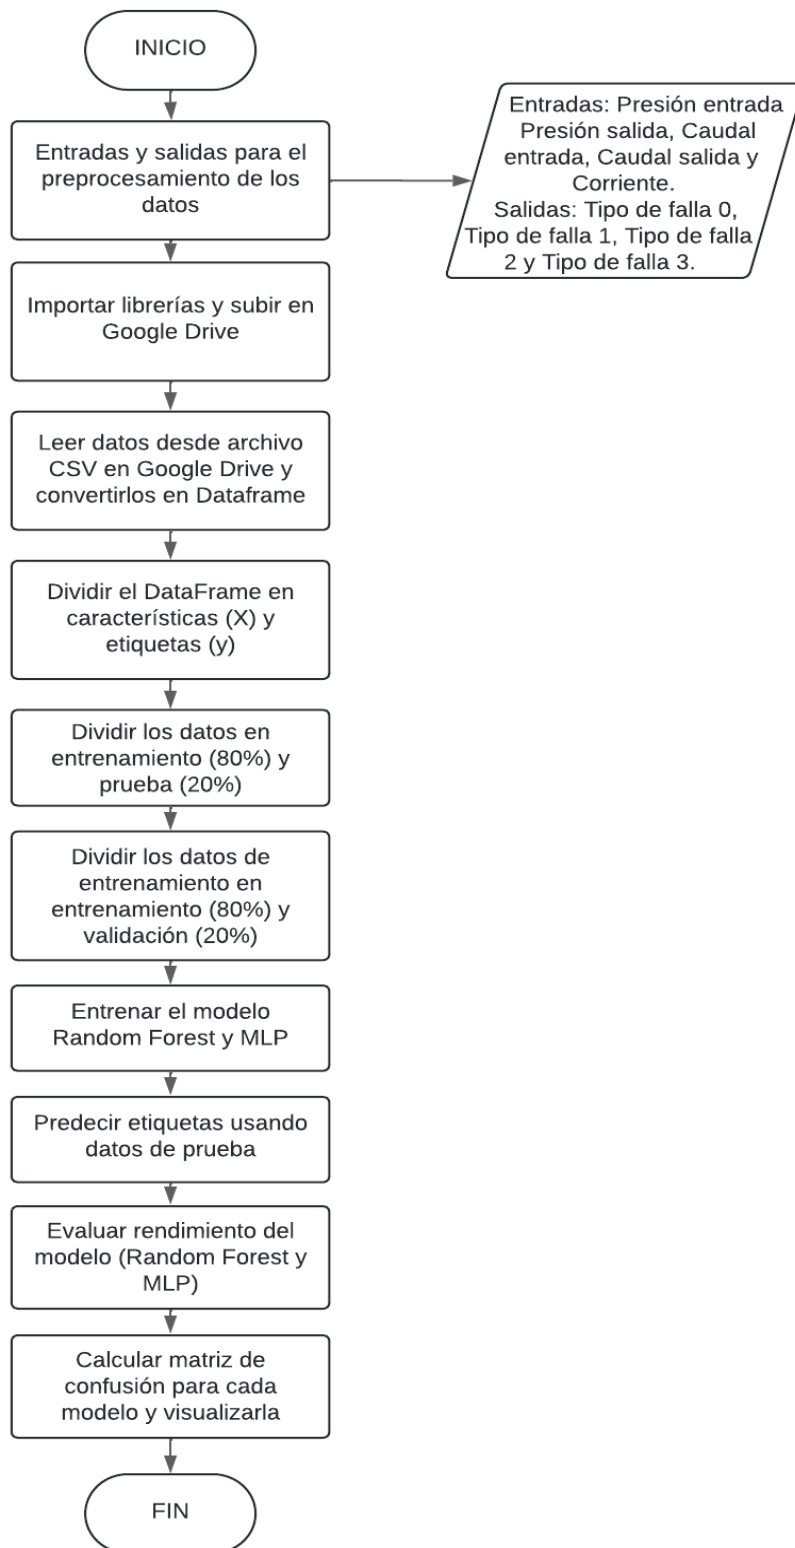 INICIO
Entradas y salidas para el
preprocesamiento de los
datos
Entradas: Presión entrada
Presión salida, Caudal
entrada, Caudal salida y
Corriente.
Salidas: Tipo de falla 0,
Tipo de falla 1, Tipo de falla
2 y Tipo de falla 3.
Importar librerías y subir en
Google Drive
Leer datos desde archivo
CSV en Google Drive y
convertirlos en Dataframe
Dividir el DataFrame en
características (X) y
etiquetas (y)
Dividir los datos en
entrenamiento (80%) y
prueba (20%)
Dividir los datos de
entrenamiento en
entrenamiento (80%) y
validación (20%)
Entrenar el modelo
Random Forest y MLP
Predecir etiquetas usando
datos de prueba
Evaluar rendimiento del
modelo (Random Forest y
MLP)
Calcular matriz de
confusión para cada
modelo y visualizarla
FIN